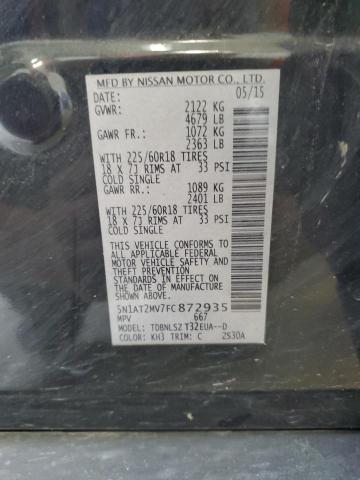 MFD BY NISSAN MOTOR CO., LTD.
DATE: 05/15
GVWR: 2122 KG
4679 LB
GAWR FR.: 1072 KG
2363 LB
WITH 225/60R18 TIRES
18 X 7J RIMS AT 33 PSI
COLD SINGLE
GAWR RR.: 1089 KG
2401 LB
WITH 225/60R18 TIRES
18 X 7J RIMS AT 33 PSI
COLD SINGLE
THIS VEHICLE CONFORMS TO ALL
APPLICABLE FEDERAL MOTOR
MOTOR VEHICLE SAFETY AND
THEFT PREVENTION STANDARDS
IN EFFECT ON THE DATE OF
MANUFACTURE SHOWN ABOVE.
5N1AT2MV7FC872935
MPV 667
MODEL: TDBNLSZ T32EUA--D
COLOR: KH3 TRIM: C 2S30A